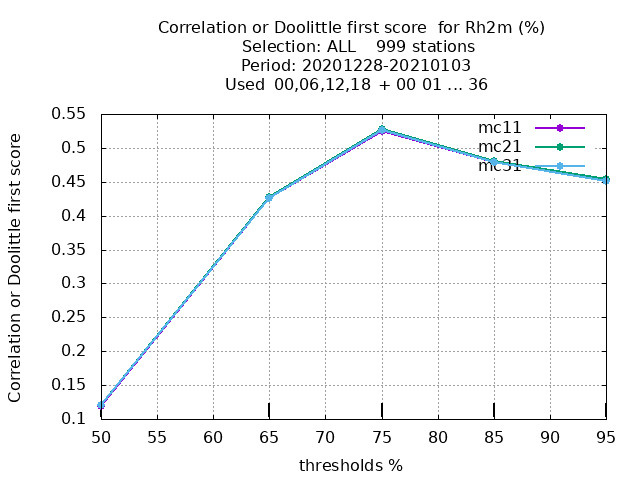 Correlation or Doolittle first score  for Rh2m (%)
Selection: ALL    999 stations
Period: 20201228-20210103
Used  00,06,12,18  + 00 01 ... 36
Correlation or Doolittle first score
0.55
0.5
0.45
0.4
0.35
0.3
0.25
0.2
0.15
0.1
mc11
mc21
mc31
50 55 60 65 70 75 80 85 90 95
thresholds %